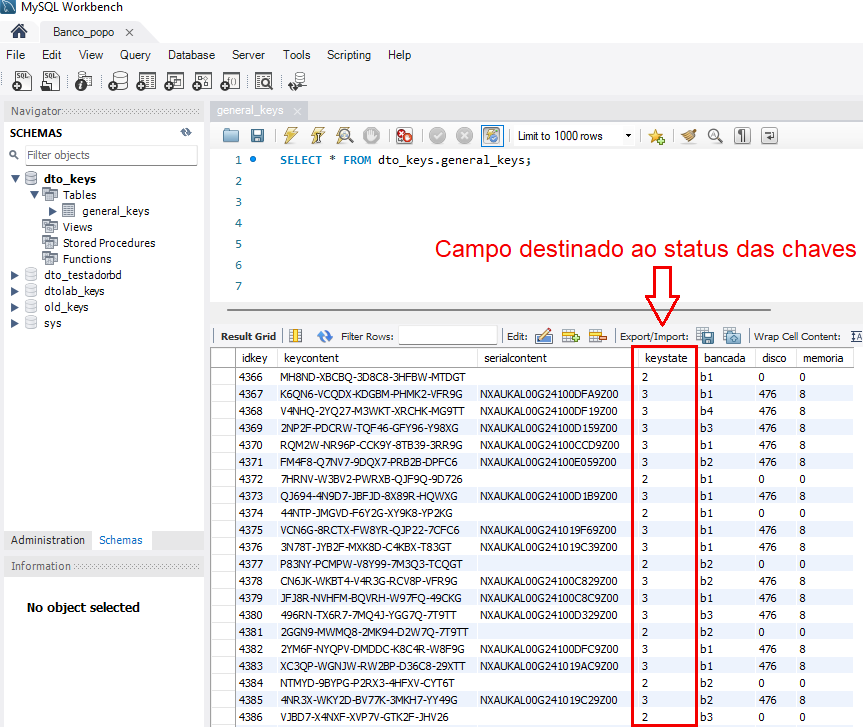 MySQL Workbench
Banco_popo
File Edit View Query Database Server Tools Scripting Help
Navigator
SCHEMAS
Filter objects
dto_keys
Tables
general_keys
Views
Stored Procedures
Functions
dto_testadorbd
dtolab_keys
old_keys
sys
Administration Schemas
Information
No object selected
general_keys
Limit to 1000 rows
1 SELECT * FROM dto_keys.general_keys;
2
3
4
5
6
7
Campo destinado ao status das chaves
Result Grid Filter Rows: Edit: Export/Import: Wrap Cell Content:
idkey keycontent serialcontent keystate bancada disco memoria
4366 MH8ND-XBCBQ-3D8C8-3HFBW-MTDGT 2 b1 0 0
4367 K6QN6-VCQDX-KDGBM-PHMK2-VFR9G NXAUKAL00G24100DFA9Z00 3 b1 476 8
4368 V4NHQ-2YQ27-M3WKT-XRCHK-MG9TT NXAUKAL00G24100DF19Z00 3 b4 476 8
4369 2NP2F-PDCRW-TQF46-GFY96-Y98XG NXAUKAL00G24100D159Z00 3 b3 476 8
4370 RQM2W-NR96P-CCK9Y-8TB39-3RR9G NXAUKAL00G24100CCD9Z00 3 b1 476 8
4371 FM4F8-Q7NV7-9DQX7-PRB2B-DPFC6 NXAUKAL00G24100E059Z00 3 b2 476 8
4372 7HRNV-W3BV2-PWRXB-QJF9Q-9D726 2 b1 0 0
4373 QJ694-4N9D7-JBFJD-8X89R-HQWXG NXAUKAL00G24100D1B9Z00 3 b1 476 8
4374 44NTP-JMGVD-F6Y2G-XY9K8-YP2KG 2 b1 0 0
4375 VCN6G-8RCTX-FW8YR-QJP22-7CFC6 NXAUKAL00G241019F69Z00 3 b1 476 8
4376 3N78T-JYB2F-MXK8D-C4KBX-T83GT NXAUKAL00G241019C39Z00 3 b1 476 8
4377 P83NY-PCMPW-V8Y99-7M3Q3-TCQGT 2 b2 0 0
4378 CN6JK-WKBT4-V4R3G-RCV8P-VFR9G NXAUKAL00G24100C829Z00 3 b2 476 8
4379 JFJ8R-NVHFM-BQVRH-W97FQ-49CKG NXAUKAL00G24100C8C9Z00 3 b1 476 8
4380 496RN-TX6R7-7MQ4J-YGG7Q-7T9TT NXAUKAL00G24100D329Z00 3 b3 476 8
4381 2GGN9-MWMQ8-2MK94-D2W7Q-7T9TT 2 b2 0 0
4382 2YM6F-NYQPV-DMDDC-K8C4R-W8F9G NXAUKAL00G24100DFC9Z00 3 b1 476 8
4383 XC3QP-WGNJW-RW2BP-D36C8-29XTT NXAUKAL00G241019AC9Z00 3 b1 476 8
4384 NTMYD-9BYPG-P2RX3-4HFXV-CYT6T 2 b2 0 0
4385 4NR3X-WKY2D-BV77K-3MKH7-YY49G NXAUKAL00G241019C29Z00 3 b2 476 8
4386 VJBD7-X4NXF-XVP7V-GTK2F-JHV26 2 b3 0 0